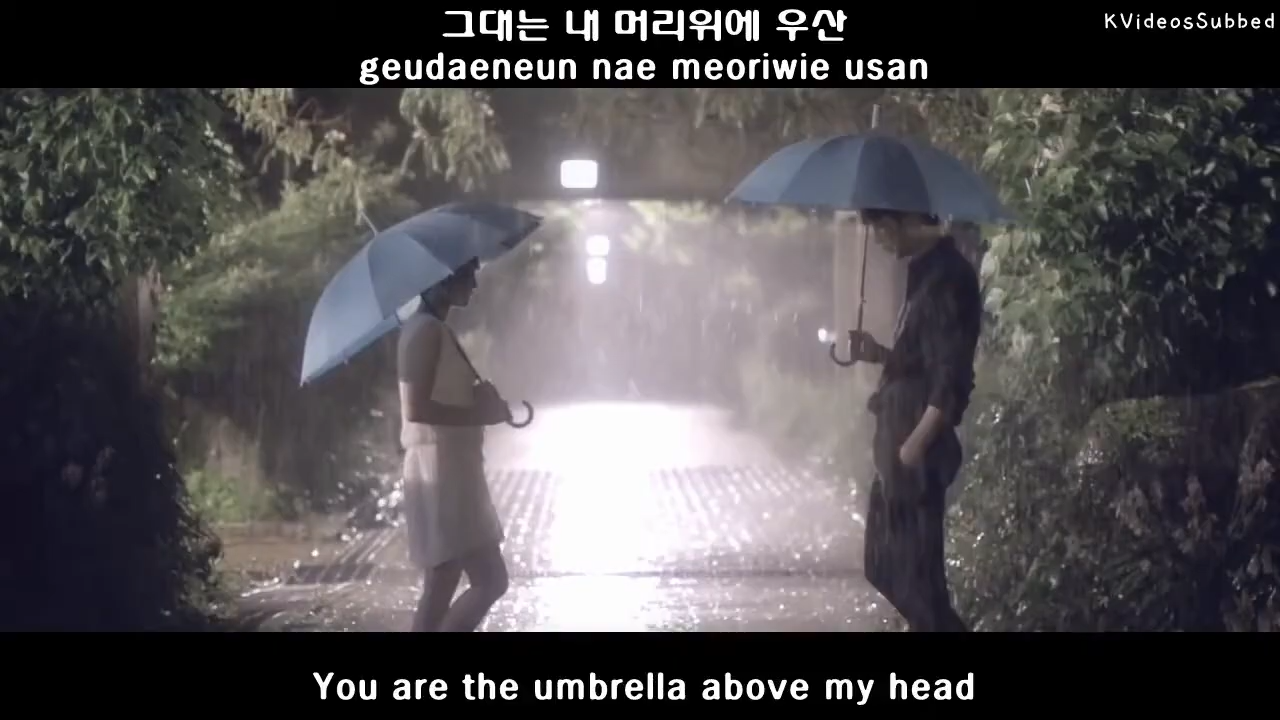 그대는 내 머리위에 우산
KVideosSubbed
geudaeneun nae meoriwie usan
You are the umbrella above my head